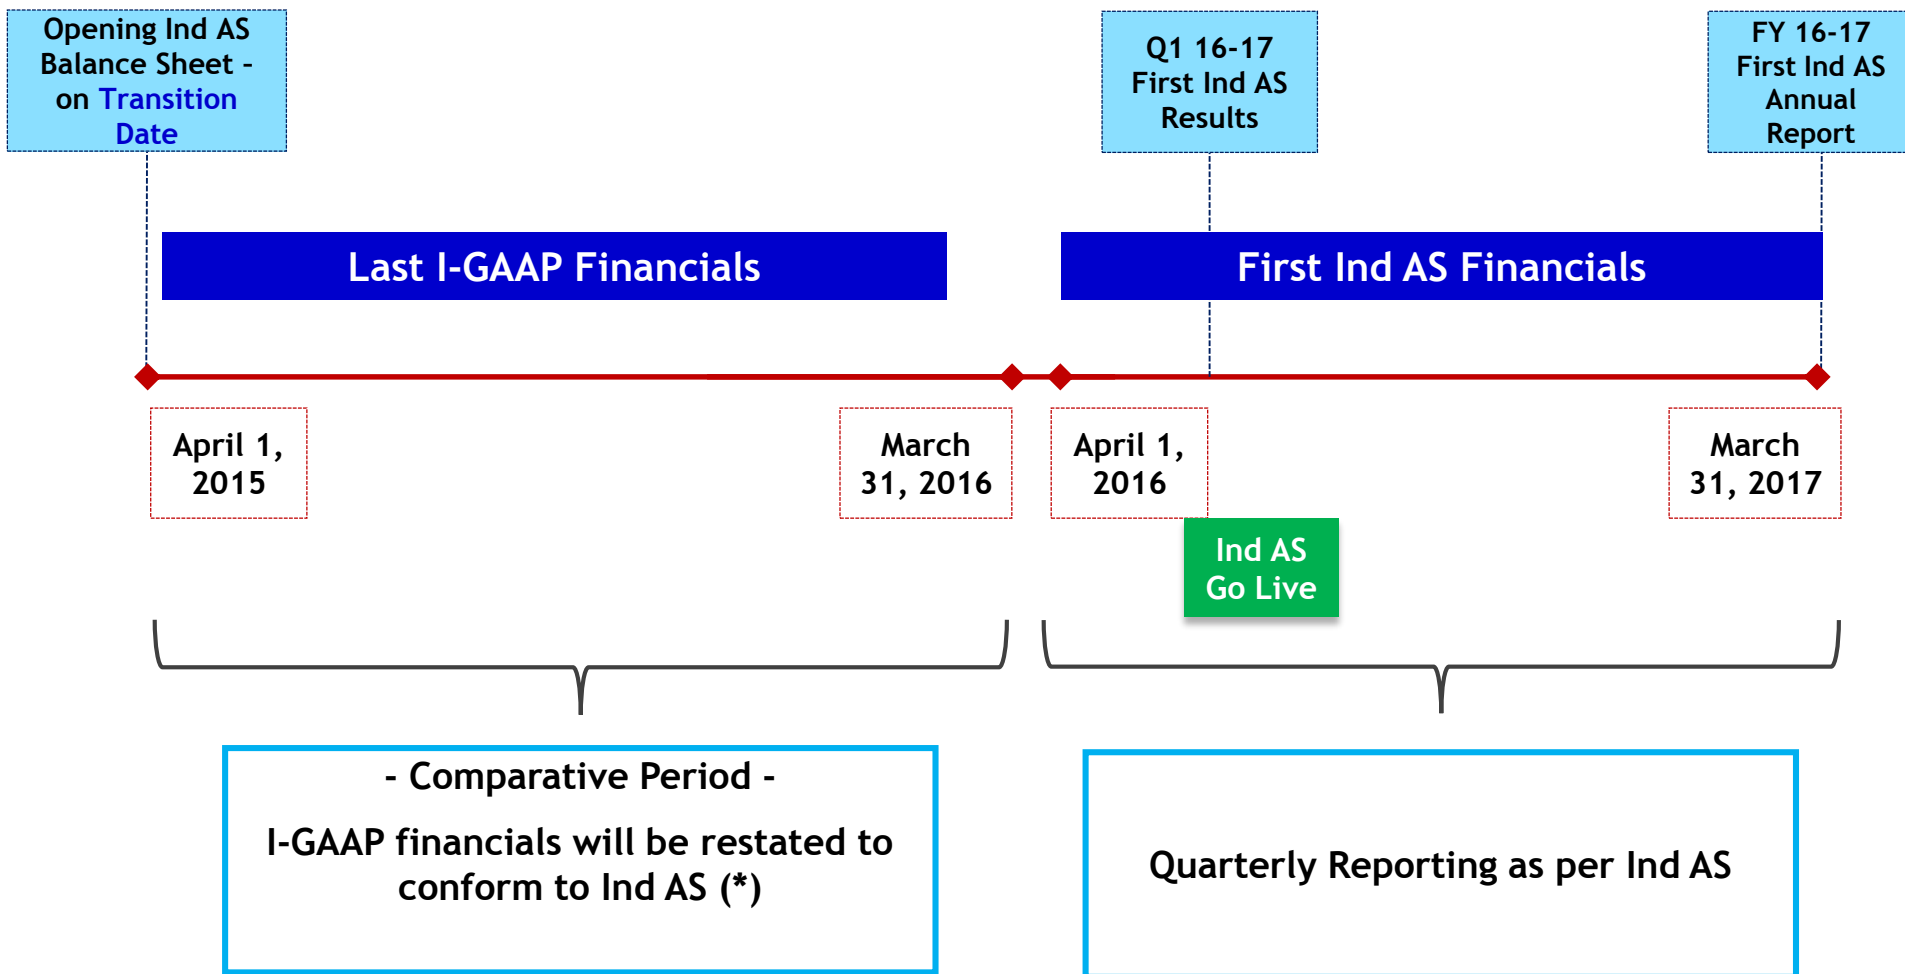 Opening Ind AS
Balance Sheet –
on Transition
Date
Q1 16-17
First Ind AS
Results
FY 16-17
First Ind AS
Annual
Report
Last I-GAAP Financials
First Ind AS Financials
April 1,
2015
March
31, 2016
April 1,
2016
March
31, 2017
Ind AS
Go Live
- Comparative Period -
I-GAAP financials will be restated to
conform to Ind AS (*)
Quarterly Reporting as per Ind AS